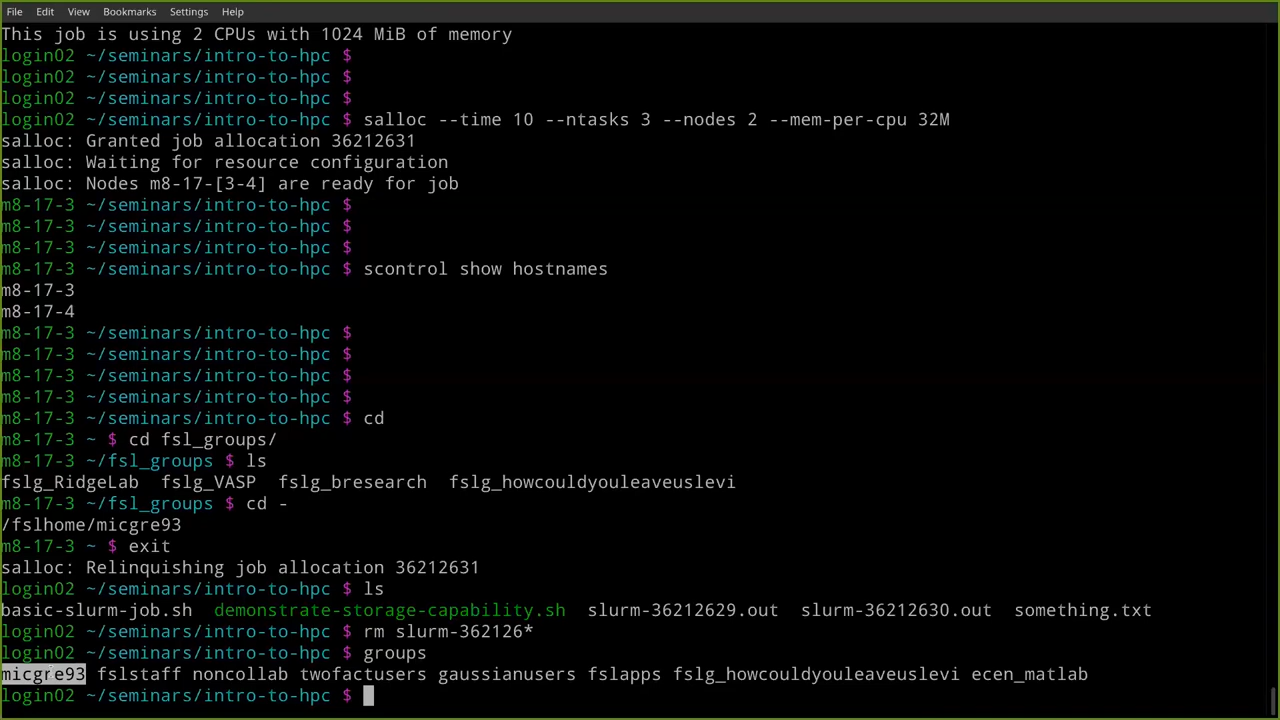 File Edit View Bookmarks Settings Help
This job is using 2 CPUs with 1024 MiB of memory
login02 ~/seminars/intro-to-hpc $
login02 ~/seminars/intro-to-hpc $
login02 ~/seminars/intro-to-hpc $
login02 ~/seminars/intro-to-hpc $ salloc --time 10 --ntasks 3 --nodes 2 --mem-per-cpu 32M
salloc: Granted job allocation 36212631
salloc: Waiting for resource configuration
salloc: Nodes m8-17-[3-4] are ready for job
m8-17-3 ~/seminars/intro-to-hpc $
m8-17-3 ~/seminars/intro-to-hpc $
m8-17-3 ~/seminars/intro-to-hpc $
m8-17-3 ~/seminars/intro-to-hpc $ scontrol show hostnames
m8-17-3
m8-17-4
m8-17-3 ~/seminars/intro-to-hpc $
m8-17-3 ~/seminars/intro-to-hpc $
m8-17-3 ~/seminars/intro-to-hpc $
m8-17-3 ~/seminars/intro-to-hpc $
m8-17-3 ~/seminars/intro-to-hpc $ cd
m8-17-3 ~ $ cd fsl_groups/
m8-17-3 ~/fsl_groups $ ls
fslg_RidgeLab fslg_VASP fslg_bresearch fslg_howcouldyouleaveuslevi
m8-17-3 ~/fsl_groups $ cd -
/fslhome/micgre93
m8-17-3 ~ $ exit
salloc: Relinquishing job allocation 36212631
login02 ~/seminars/intro-to-hpc $ ls
basic-slurm-job.sh demonstrate-storage-capability.sh slurm-36212629.out slurm-36212630.out something.txt
login02 ~/seminars/intro-to-hpc $ rm slurm-362126*
login02 ~/seminars/intro-to-hpc $ groups
micgre93 fslstaff noncollab twofactusers gaussianusers fslapps fslg_howcouldyouleaveuslevi ecen_matlab
login02 ~/seminars/intro-to-hpc $